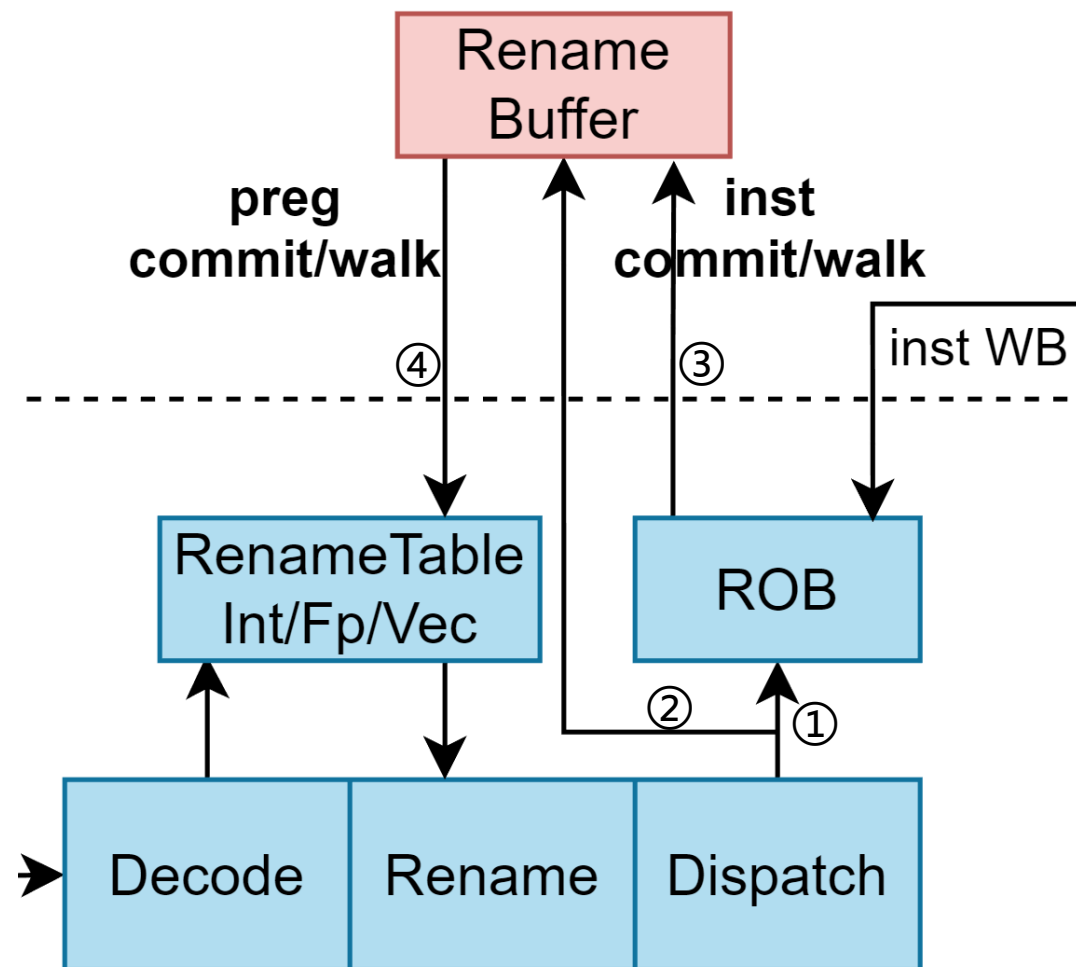 Rename
Buffer
preg
commit/walk
inst
commit/walk
④
③
inst WB
RenameTable
Int/Fp/Vec
ROB
②
①
Decode
Rename
Dispatch